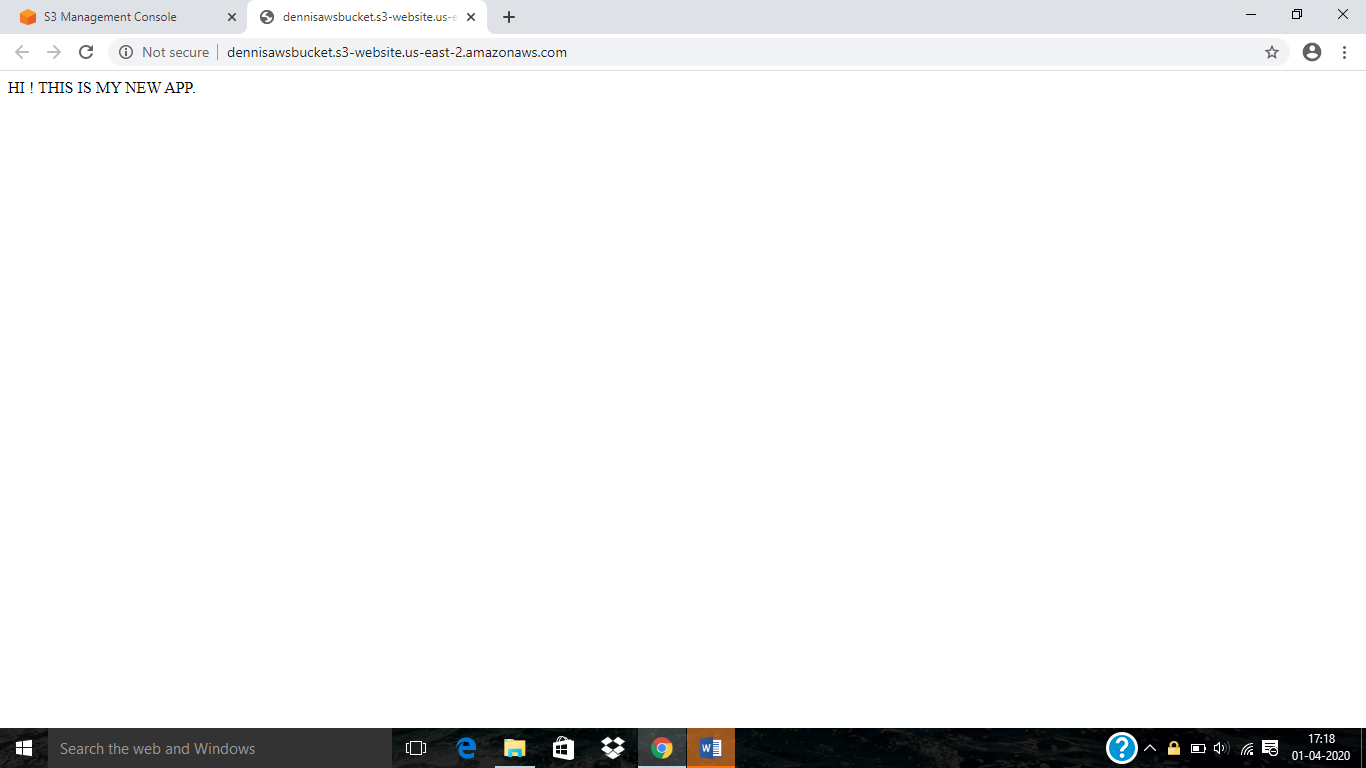 S3 Management Console
dennisawsbucket.s3-website.us-e
Not secure
dennisawsbucket.s3-website.us-east-2.amazonaws.com
HI ! THIS IS MY NEW APP.
Search the web and Windows
17:18
01-04-2020